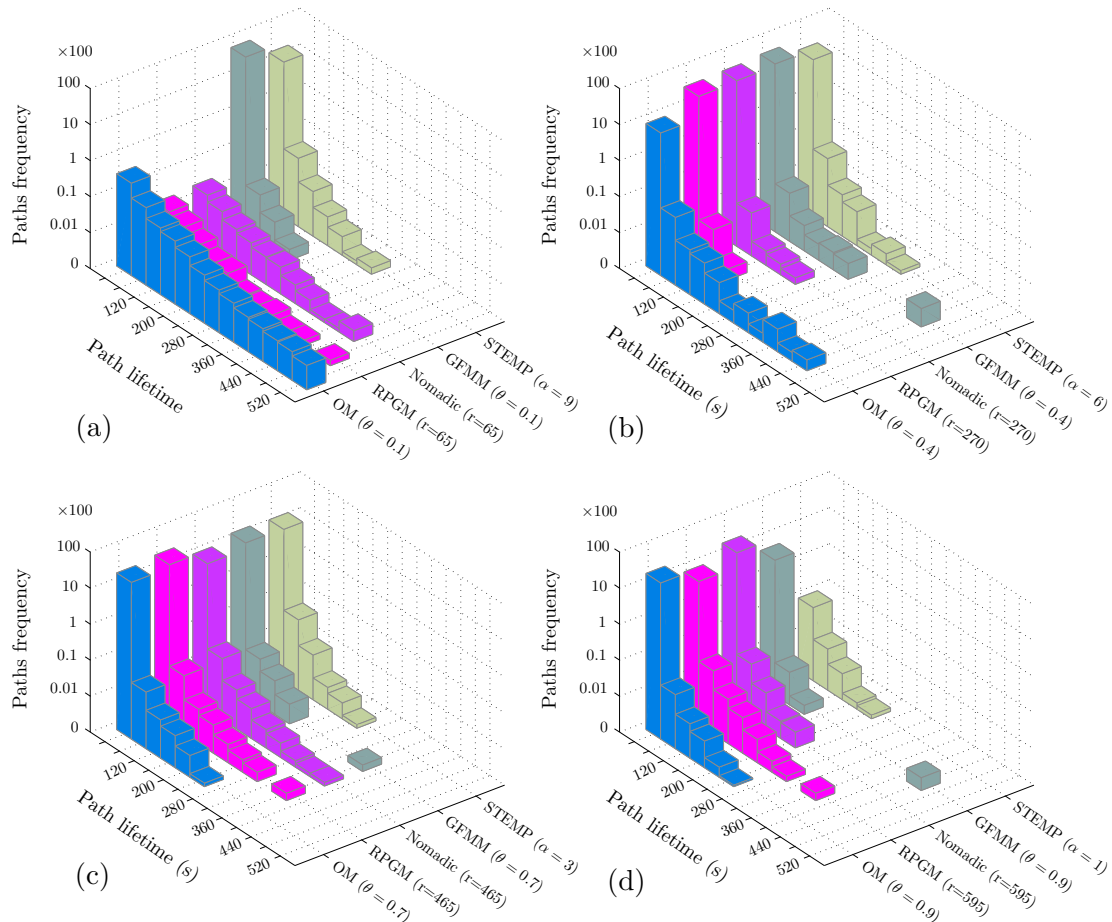 ×100
100
10
1
0.1
0.01
0
Paths frequency
120
200
280
360
440
520
Path lifetime
OM (θ = 0.1)
RPGM (r=65)
Nomadic (r=65)
GFMM (θ = 0.1)
STEMP (α = 9)
(a)
×100
100
10
1
0.1
0.01
0
Paths frequency
120
200
280
360
440
520
Path lifetime (s)
OM (θ = 0.4)
RPGM (r=270)
Nomadic (r=270)
GFMM (θ = 0.4)
STEMP (α = 6)
(b)
×100
100
10
1
0.1
0.01
0
Paths frequency
120
200
280
360
440
520
Path lifetime (s)
OM (θ = 0.7)
RPGM (r=465)
Nomadic (r=465)
GFMM (θ = 0.7)
STEMP (α = 3)
(c)
×100
100
10
1
0.1
0.01
0
Paths frequency
120
200
280
360
440
520
Path lifetime (s)
OM (θ = 0.9)
RPGM (r=595)
Nomadic (r=595)
GFMM (θ = 0.9)
STEMP (α = 1)
(d)